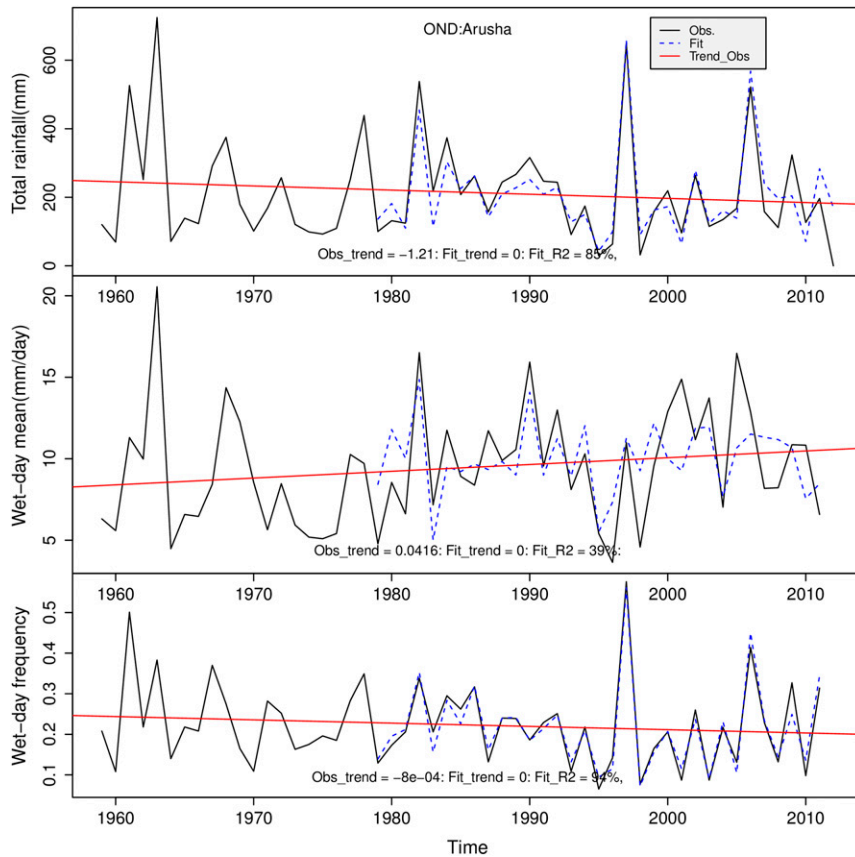 OND:Arusha
Obs.
Fit
Trend_Obs
Total rainfall(mm)
600
400
200
0
Obs_trend = −1.21: Fit_trend = 0: Fit_R2 = 85%,
1960 1970 1980 1990 2000 2010
Wet−day mean(mm/day)
20
15
10
5
Obs_trend = 0.0416: Fit_trend = 0: Fit_R2 = 39%:
1960 1970 1980 1990 2000 2010
Wet−day frequency
0.5
0.4
0.3
0.2
0.1
Obs_trend = −8e−04: Fit_trend = 0: Fit_R2 = 94%,
1960 1970 1980 1990 2000 2010
Time